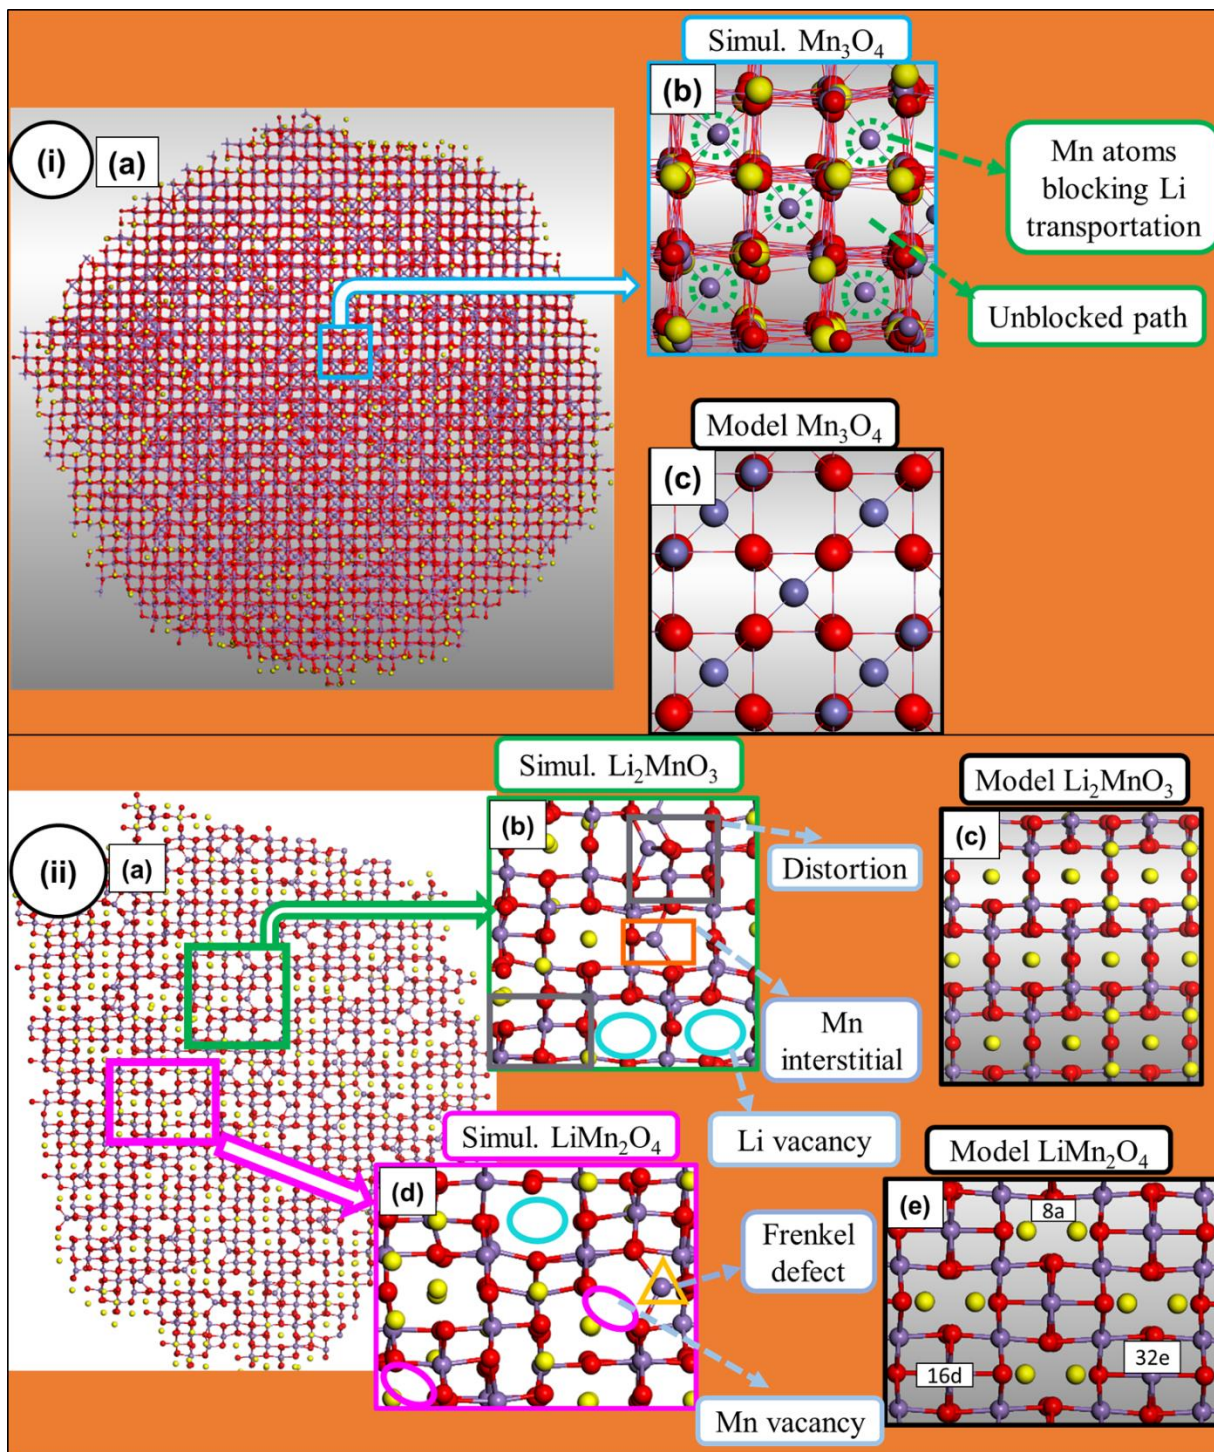 (i)
(a)
Simul. Mn₃O₄
(b)
Mn atoms
blocking Li
transportation
Unblocked path
Model Mn₃O₄
(c)
(ii)
(a)
Simul. Li₂MnO₃
(b)
Distortion
Mn
interstitial
Li vacancy
Model Li₂MnO₃
(c)
Simul. LiMn₂O₄
(d)
Frenkel
defect
Mn vacancy
Model LiMn₂O₄
(e)
8a
16d
32e